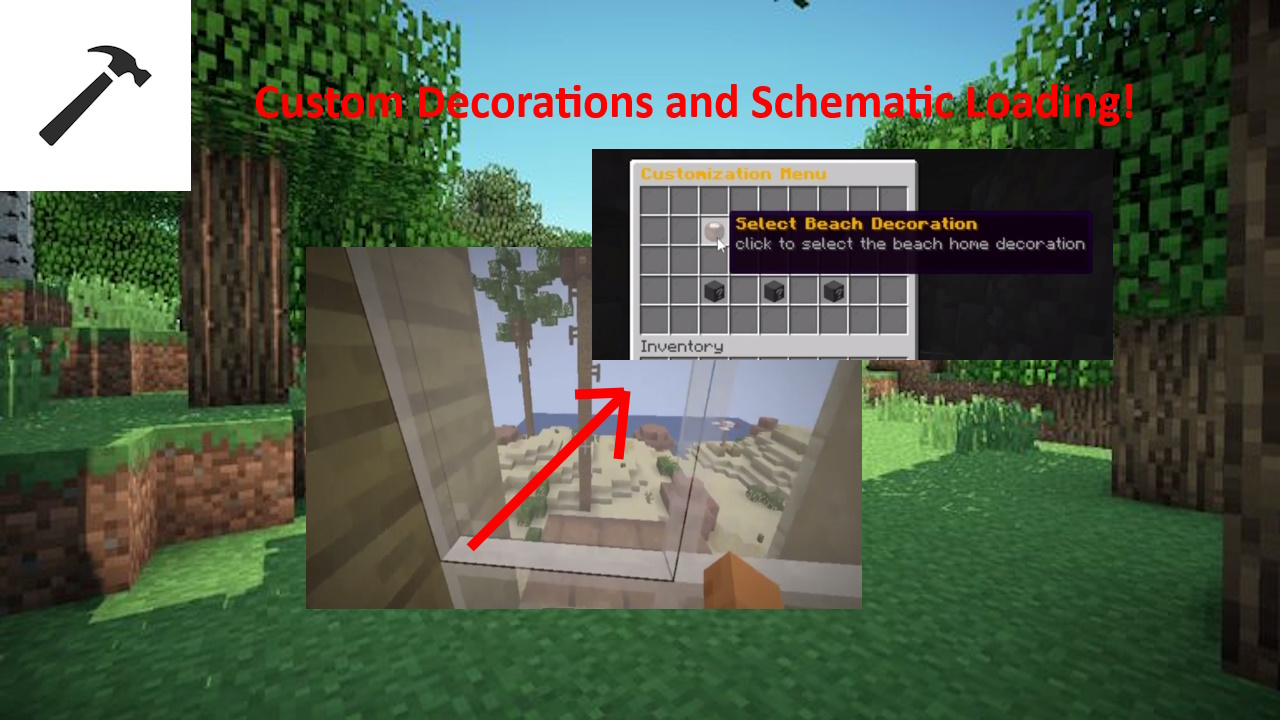 Custom Decorations and Schematic Loading!
Customization Menu
Select Beach Decoration
click to select the beach home decoration
Inventory